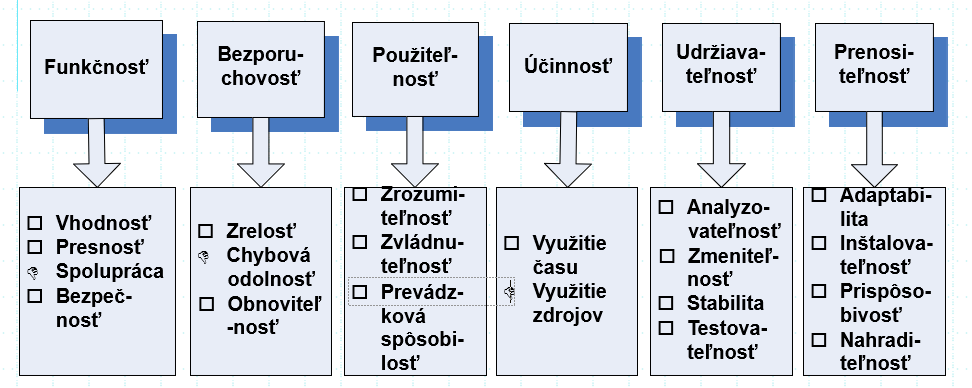 Funkčnosť
Bezporu-
chovosť
Použiteľ-
nosť
Účinnosť
Udržiava-
teľnosť
Prenosi-
teľnosť
Vhodnosť
Presnosť
Spolupráca
Bezpeč-
nosť
Zrelosť
Chybová
odolnosť
Obnoviteľ
-nosť
Zrozumi-
teľnosť
Zvládnu-
teľnosť
Prevádz-
ková
spôsobi-
losť
Využitie
času
Využitie
zdrojov
Analyzo-
vateľnosť
Zmeniteľ-
nosť
Stabilita
Testova-
teľnosť
Adaptabi-
lita
Inštalova-
teľnosť
Prispôso-
bivosť
Nahradi-
teľnosť